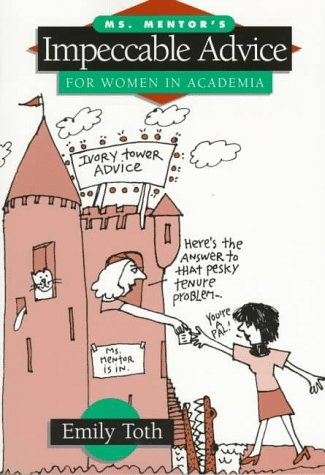 MS. MENTOR'S
Impeccable Advice
FOR WOMEN IN ACADEMIA
IVORY TOWER
ADVICE
HERE'S THE
ANSWER TO
THAT PESKY
TENURE
PROBLEM...
YOU'RE
A
PAL!
MS.
MENTOR
IS IN.
Emily Toth